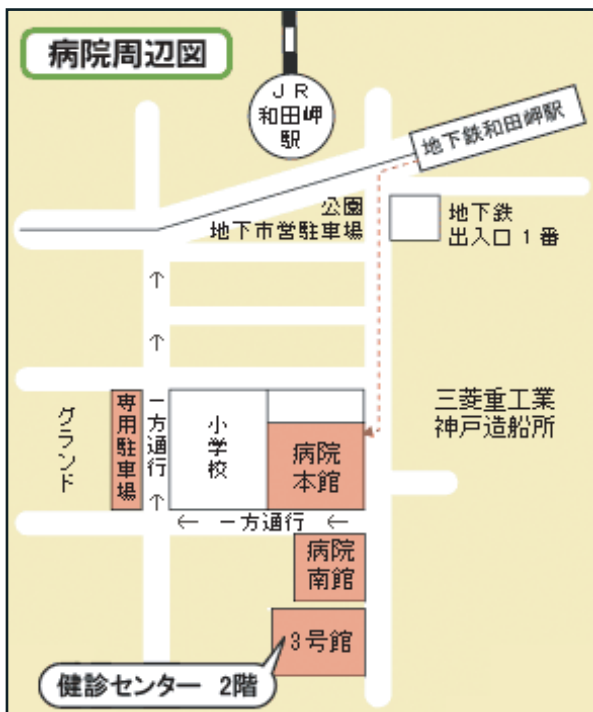 病院周辺図
JR
和田岬
駅
地下鉄和田岬駅
公園
地下市営駐車場
地下鉄
出入口1番
↑
↑
三菱重工業
神戸造船所
グランド
専用駐車場
一方通行
↑
小学校
病院
本館
← 一方通行 ←
病院
南館
3号館
健診センター 2階